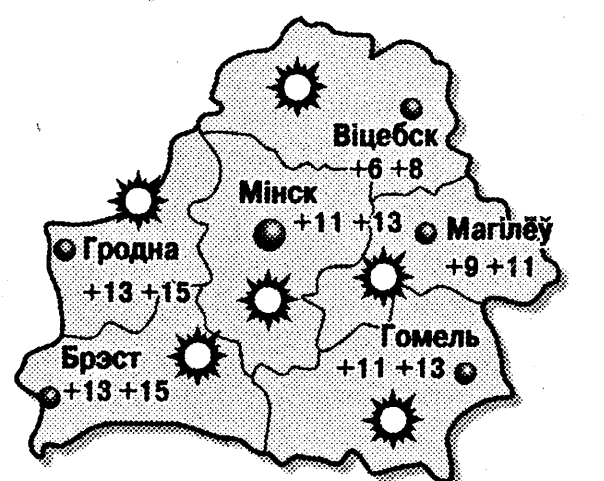 Віцебск
+6 +8
Мінск
+11 +13
Магілёў
+9 +11
Гродна
+13 +15
Гомель
+11 +13
Брэст
+13 +15